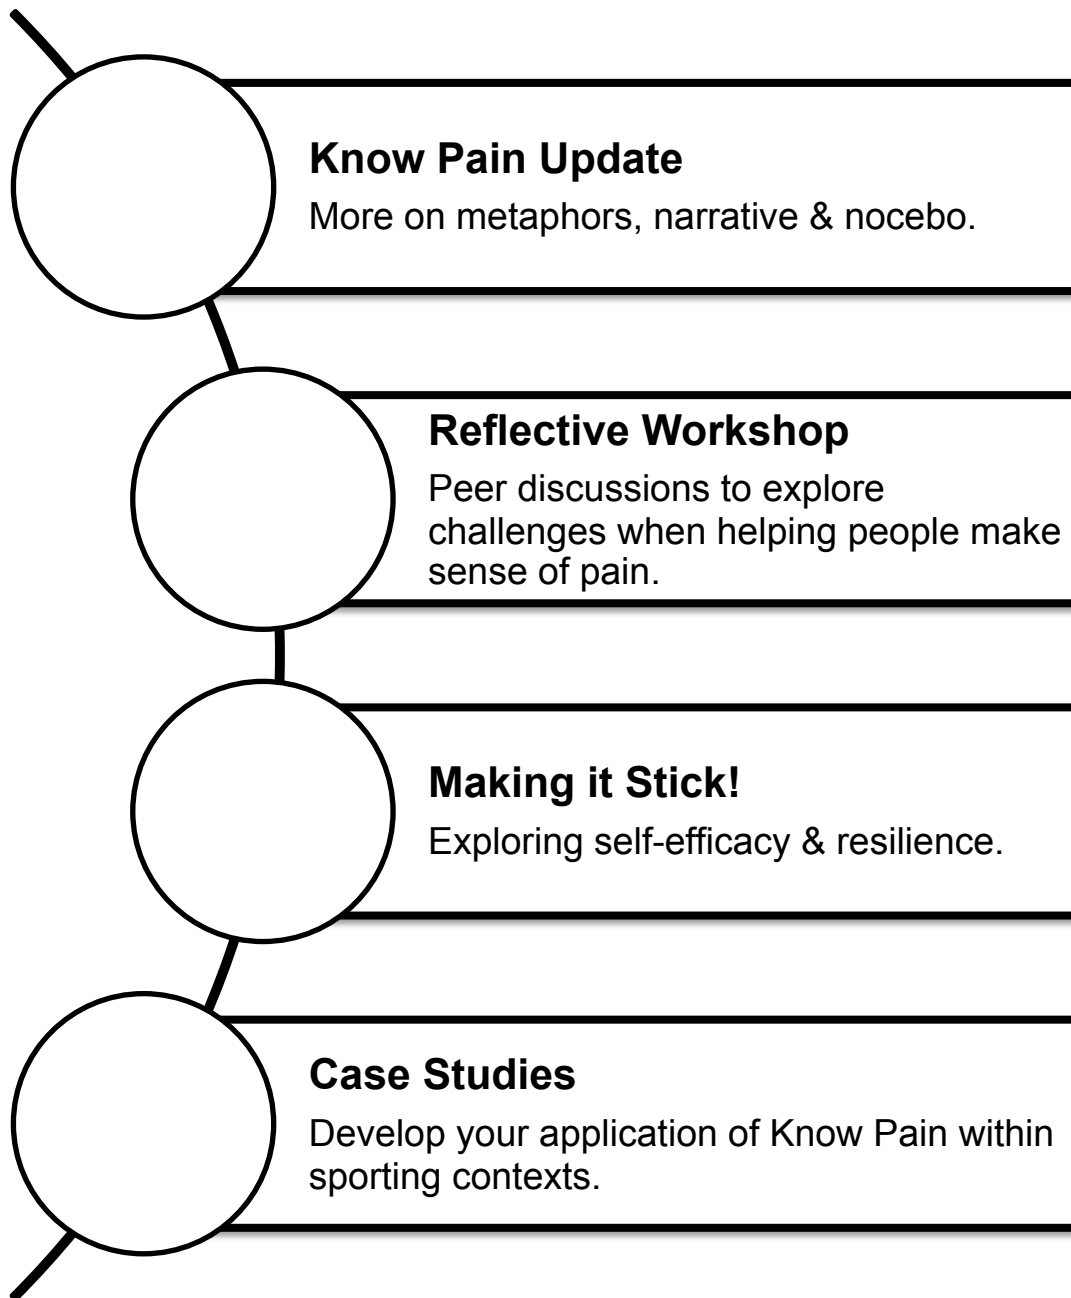 Know Pain Update
More on metaphors, narrative & nocebo.
Reflective Workshop
Peer discussions to explore
challenges when helping people make
sense of pain.
Making it Stick!
Exploring self-efficacy & resilience.
Case Studies
Develop your application of Know Pain within
sporting contexts.